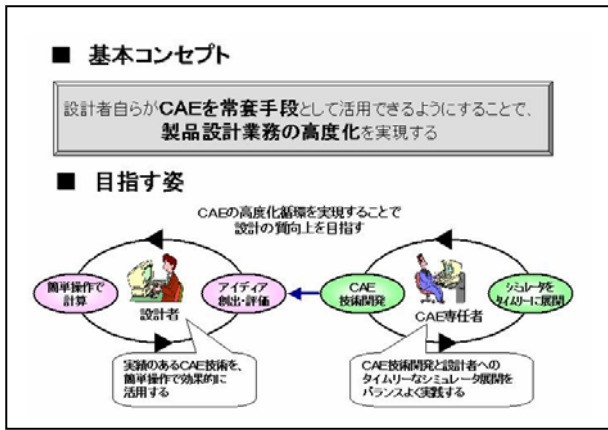 ■ 基本コンセプト
設計者自らがCAEを常套手段として活用できるようにすることで、
製品設計業務の高度化を実現する
■ 目指す姿
CAEの高度化循環を実現することで
設計の質向上を目指す
簡単操作で
計算
設計者
アイディア
創出・評価
CAE
技術開発
CAE専任者
シミュレータを
タイムリーに展開
実績のあるCAE技術を、
簡単操作で効果的に
活用する
CAE技術開発と設計者への
タイムリーなシミュレータ展開を
バランスよく実践する